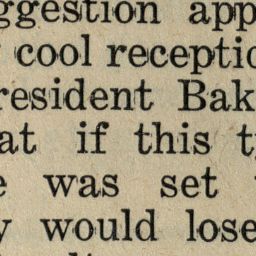 ggestion app
cool receptio
resident Bak
at if this t
e was set
y would lose